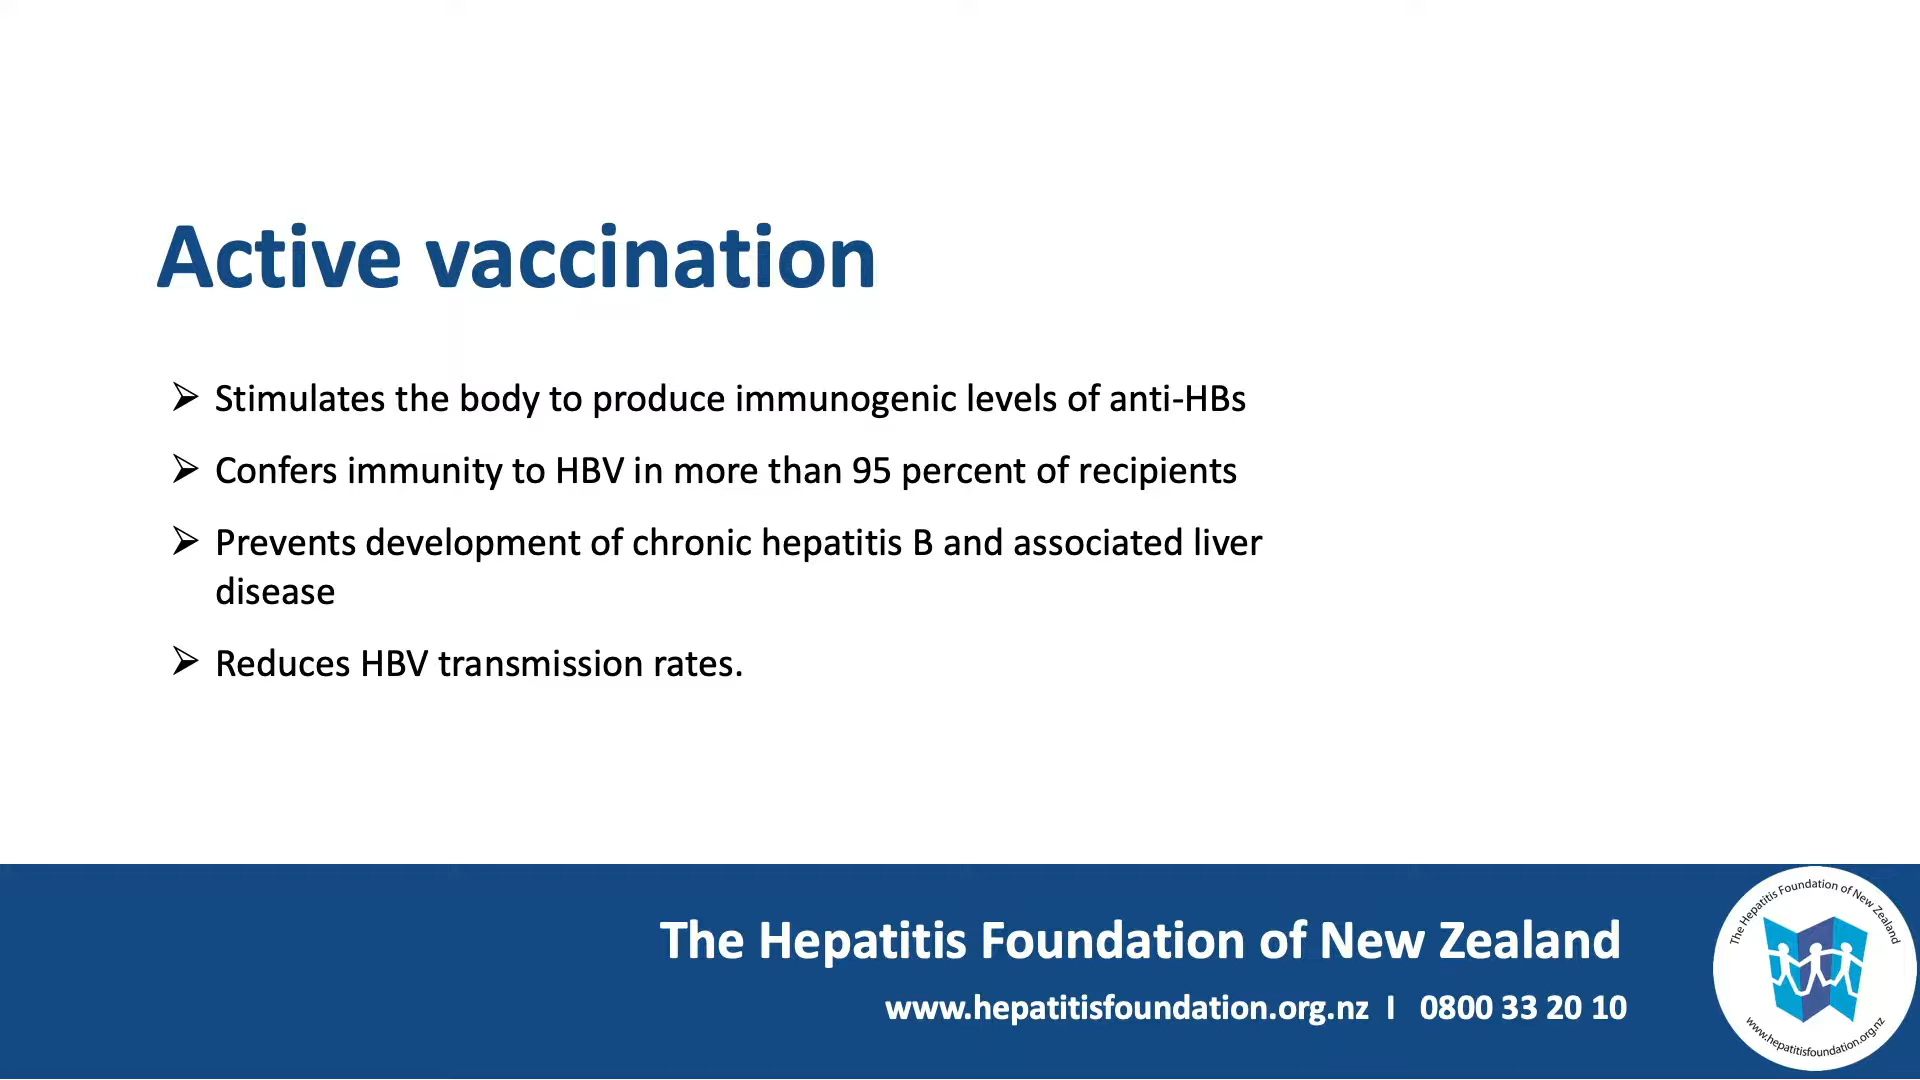 Active vaccination
➢ Stimulates the body to produce immunogenic levels of anti-HBs
➢ Confers immunity to HBV in more than 95 percent of recipients
➢ Prevents development of chronic hepatitis B and associated liver
disease
➢ Reduces HBV transmission rates.
The Hepatitis Foundation of New Zealand
www.hepatitisfoundation.org.nz I 0800 33 20 10
The Hepatitis Foundation of New Zealand
www.hepatitisfoundation.org.nz